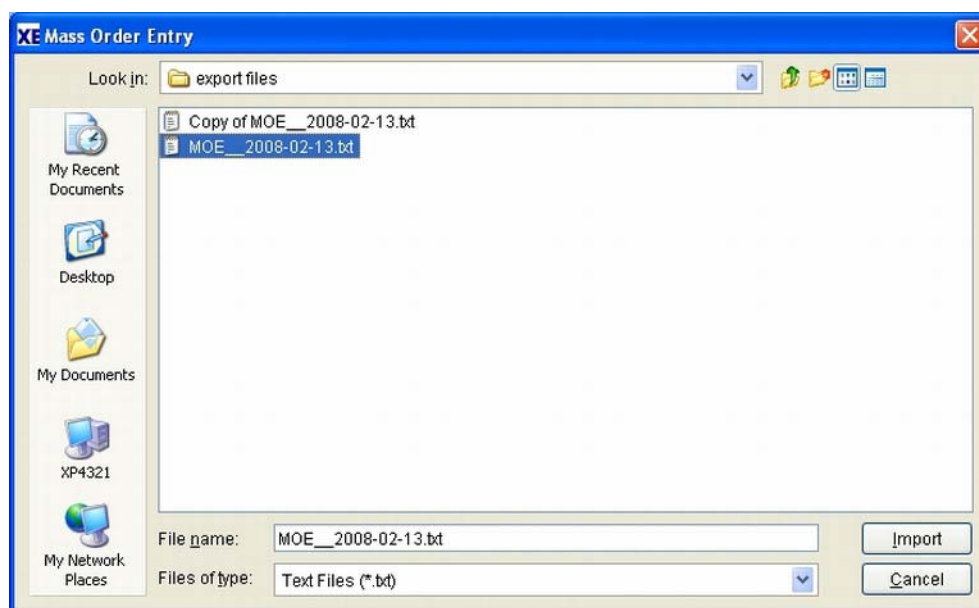 XE Mass Order Entry
Look in: export files
Copy of MOE__2008-02-13.txt
MOE__2008-02-13.txt
My Recent
Documents
Desktop
My Documents
XP4321
My Network
Places
File name: MOE__2008-02-13.txt Import
Files of type: Text Files (*.txt) Cancel